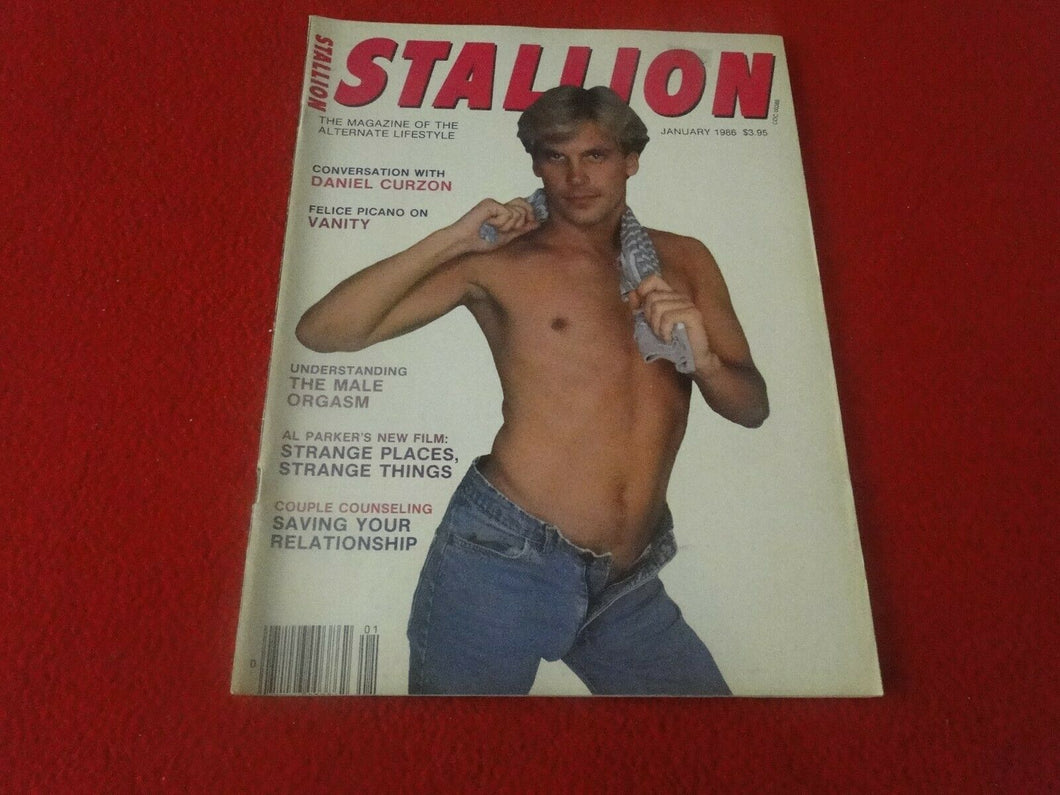 STALLION
STALLION
THE MAGAZINE OF THE
ALTERNATE LIFESTYLE
JANUARY 1986 $3.95
CONVERSATION WITH
DANIEL CURZON
FELICE PICANO ON
VANITY
UNDERSTANDING
THE MALE
ORGASM
AL PARKER'S NEW FILM:
STRANGE PLACES,
STRANGE THINGS
COUPLE COUNSELING
SAVING YOUR
RELATIONSHIP
01
0